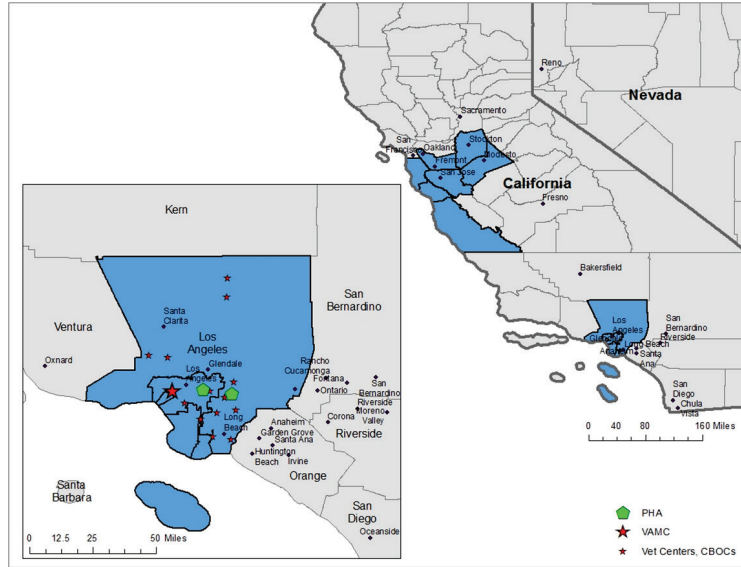 Reno
Nevada
Sacramento
Stockton
San
Francis
Oakland
Fremont
Modesto
San Jose
California
Fresno
Bakersfield
Los
Angeles
San
Bernardino
Riverside
Long Beach
Anaheim
Santa
Ana
San
Diego
Chula
Vista
0 40 80 160 Miles
Kern
San
Bernardino
Ventura
Santa
Clarita
Los
Angeles
Oxnard
Glendale
Los
Angeles
Rancho
Cucamonga
Fontana
Ontario
San
Bernardino
Riverside
Moreno
Valley
Corona
Riverside
Long
Beach
Anaheim
Garden Grove
Santa Ana
Huntington
Beach
Irvine
Orange
Santa
Barbara
San
Diego
Oceanside
0 12.5 25 50 Miles
PHA
VAMC
Vet Centers, CBOCs